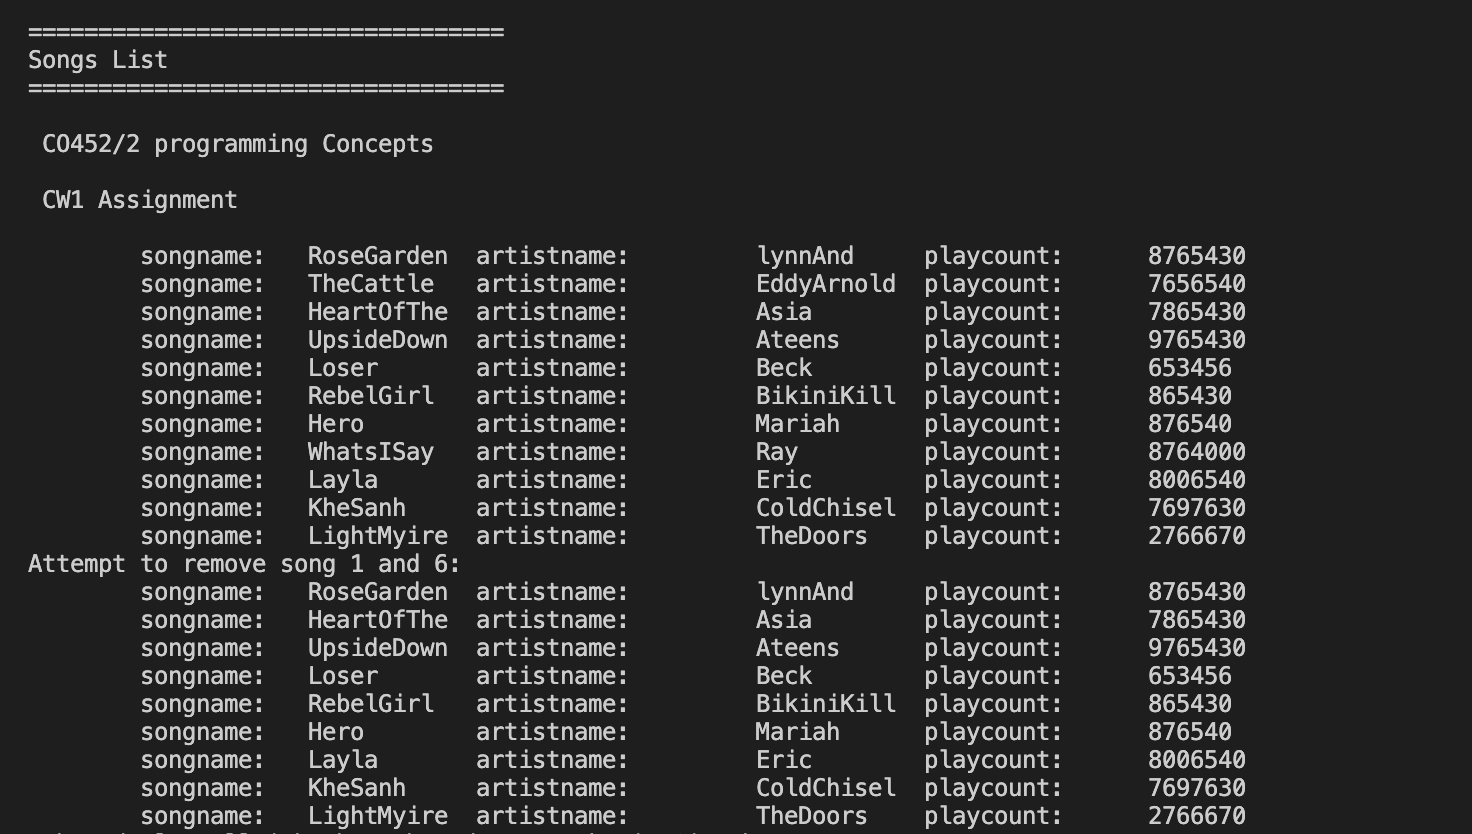 ==================================
Songs List
==================================
CO452/2 programming Concepts
CW1 Assignment
songname: RoseGarden artistname: lynnAnd playcount: 8765430
songname: TheCattle artistname: EddyArnold playcount: 7656540
songname: HeartOfThe artistname: Asia playcount: 7865430
songname: UpsideDown artistname: Ateens playcount: 9765430
songname: Loser artistname: Beck playcount: 653456
songname: RebelGirl artistname: BikiniKill playcount: 865430
songname: Hero artistname: Mariah playcount: 876540
songname: WhatsISay artistname: Ray playcount: 8764000
songname: Layla artistname: Eric playcount: 8006540
songname: KheSanh artistname: ColdChisel playcount: 7697630
songname: LightMyire artistname: TheDoors playcount: 2766670
Attempt to remove song 1 and 6:
songname: RoseGarden artistname: lynnAnd playcount: 8765430
songname: HeartOfThe artistname: Asia playcount: 7865430
songname: UpsideDown artistname: Ateens playcount: 9765430
songname: Loser artistname: Beck playcount: 653456
songname: RebelGirl artistname: BikiniKill playcount: 865430
songname: Hero artistname: Mariah playcount: 876540
songname: Layla artistname: Eric playcount: 8006540
songname: KheSanh artistname: ColdChisel playcount: 7697630
songname: LightMyire artistname: TheDoors playcount: 2766670